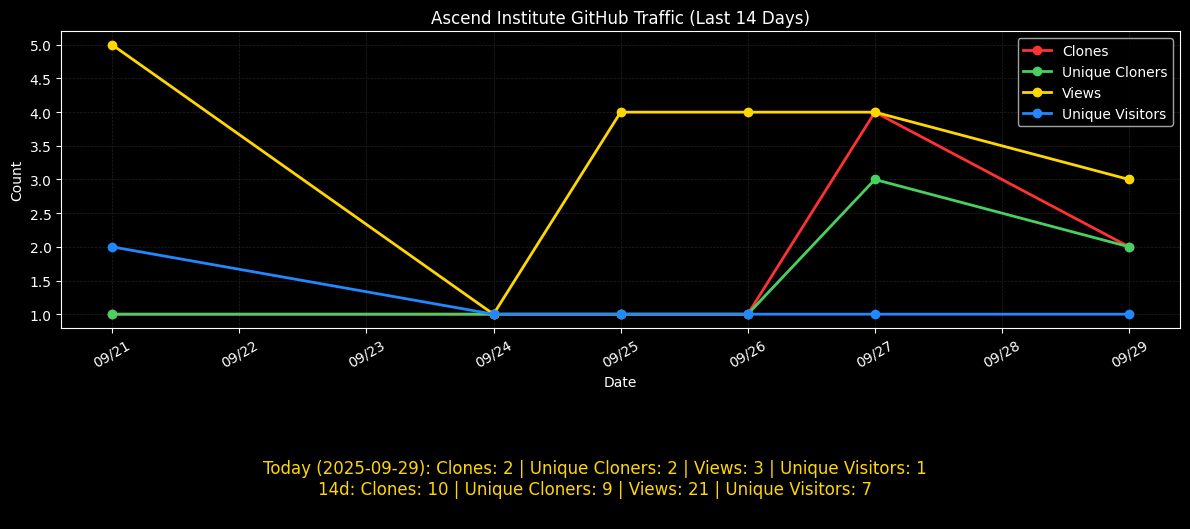 Ascend Institute GitHub Traffic (Last 14 Days)
Clones
Unique Cloners
Views
Unique Visitors
Count
5.0
4.5
4.0
3.5
3.0
2.5
2.0
1.5
1.0
09/21
09/22
09/23
09/24
09/25
09/26
09/27
09/28
09/29
Date
Today (2025-09-29): Clones: 2 | Unique Cloners: 2 | Views: 3 | Unique Visitors: 1
14d: Clones: 10 | Unique Cloners: 9 | Views: 21 | Unique Visitors: 7